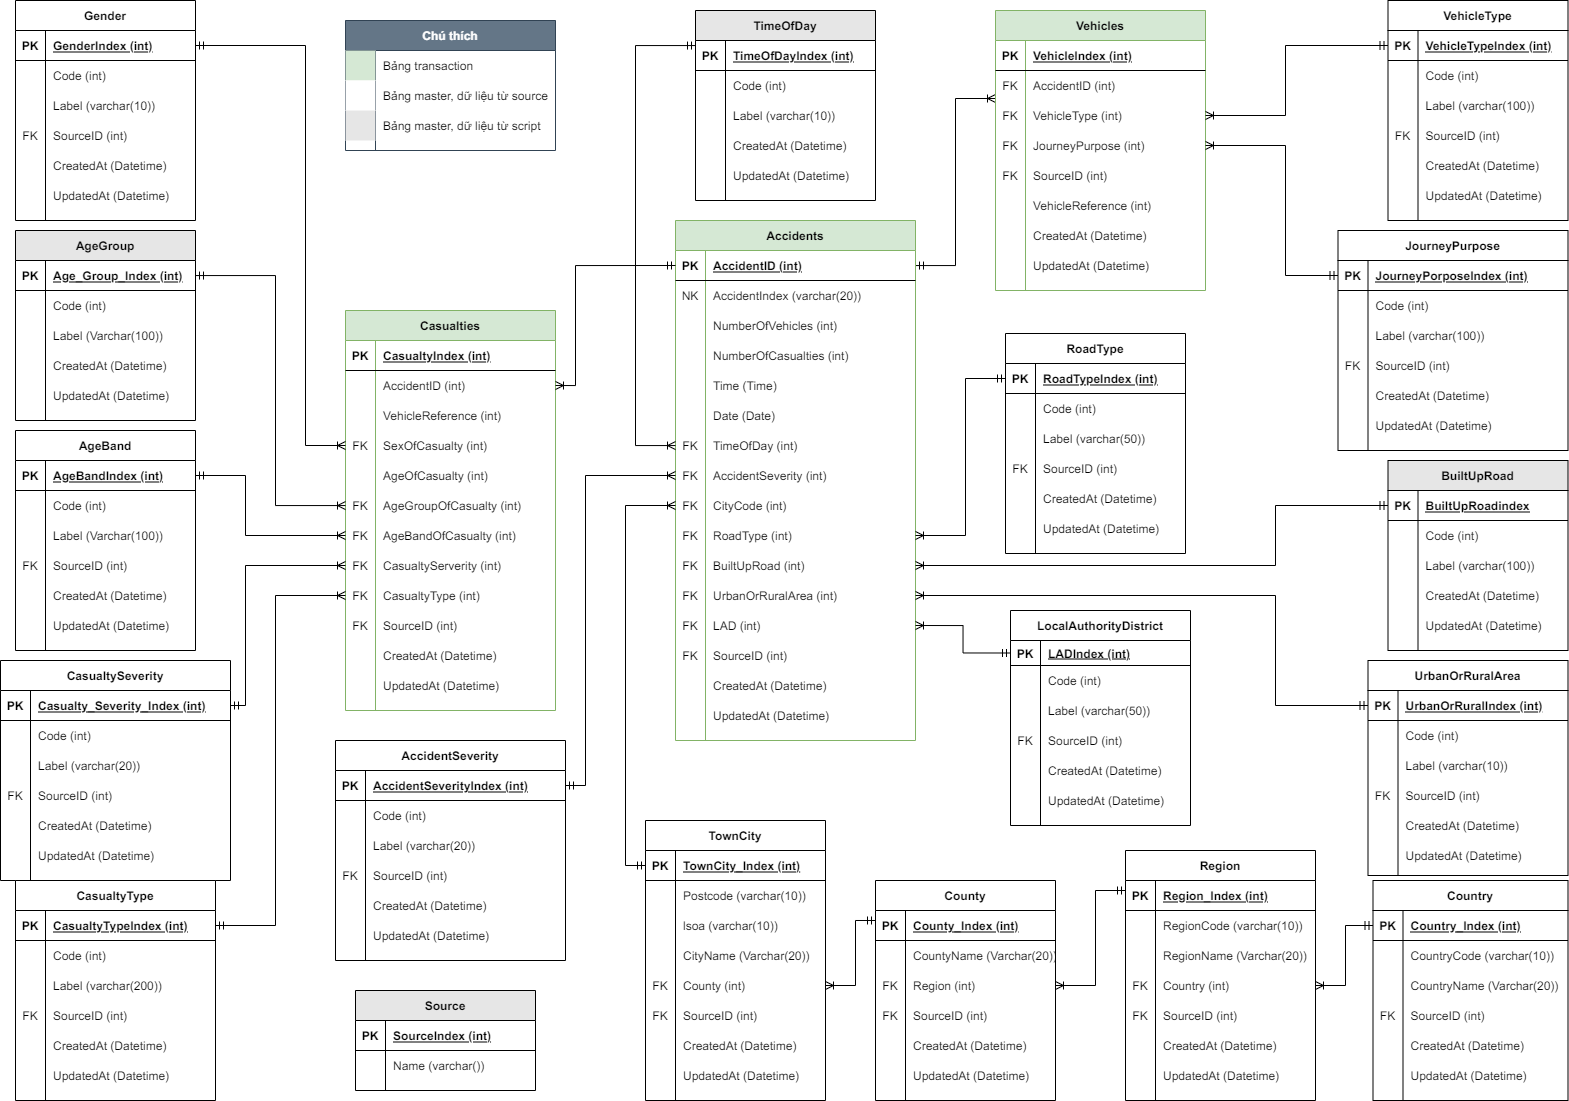 Gender
PK GenderIndex (int)
Code (int)
Label (varchar(10))
FK SourceID (int)
CreatedAt (Datetime)
UpdatedAt (Datetime)
AgeGroup
PK Age_Group_Index (int)
Code (int)
Label (Varchar(100))
CreatedAt (Datetime)
UpdatedAt (Datetime)
AgeBand
PK AgeBandIndex (int)
Code (int)
Label (Varchar(100))
FK SourceID (int)
CreatedAt (Datetime)
UpdatedAt (Datetime)
CasualtySeverity
PK Casualty_Severity_Index (int)
Code (int)
Label (varchar(20))
FK SourceID (int)
CreatedAt (Datetime)
UpdatedAt (Datetime)
CasualtyType
PK CasualtyTypeIndex (int)
Code (int)
Label (varchar(200))
FK SourceID (int)
CreatedAt (Datetime)
UpdatedAt (Datetime)
Chú thích
Bảng transaction
Bảng master, dữ liệu từ source
Bảng master, dữ liệu từ script
Casualties
PK CasualtyIndex (int)
AccidentID (int)
VehicleReference (int)
FK SexOfCasualty (int)
AgeOfCasualty (int)
FK AgeGroupOfCasualty (int)
FK AgeBandOfCasualty (int)
FK CasualtyServerity (int)
FK CasualtyType (int)
FK SourceID (int)
CreatedAt (Datetime)
UpdatedAt (Datetime)
AccidentSeverity
PK AccidentSeverityIndex (int)
Code (int)
Label (varchar(20))
FK SourceID (int)
CreatedAt (Datetime)
UpdatedAt (Datetime)
Source
PK SourceIndex (int)
Name (varchar())
TimeOfDay
PK TimeOfDayIndex (int)
Code (int)
Label (varchar(10))
CreatedAt (Datetime)
UpdatedAt (Datetime)
Accidents
PK AccidentID (int)
NK AccidentIndex (varchar(20))
NumberOfVehicles (int)
NumberOfCasualties (int)
Time (Time)
Date (Date)
FK TimeOfDay (int)
FK AccidentSeverity (int)
FK CityCode (int)
FK RoadType (int)
FK BuiltUpRoad (int)
FK UrbanOrRuralArea (int)
FK LAD (int)
FK SourceID (int)
CreatedAt (Datetime)
UpdatedAt (Datetime)
TownCity
PK TownCity_Index (int)
Postcode (varchar(10))
lsoa (varchar(10))
CityName (Varchar(20))
FK County (int)
FK SourceID (int)
CreatedAt (Datetime)
UpdatedAt (Datetime)
County
PK County_Index (int)
CountyName (Varchar(20))
FK Region (int)
FK SourceID (int)
CreatedAt (Datetime)
UpdatedAt (Datetime)
Vehicles
PK VehicleIndex (int)
FK AccidentID (int)
FK VehicleType (int)
FK JourneyPurpose (int)
FK SourceID (int)
VehicleReference (int)
CreatedAt (Datetime)
UpdatedAt (Datetime)
RoadType
PK RoadTypeIndex (int)
Code (int)
Label (varchar(50))
FK SourceID (int)
CreatedAt (Datetime)
UpdatedAt (Datetime)
LocalAuthorityDistrict
PK LADIndex (int)
Code (int)
Label (varchar(50))
FK SourceID (int)
CreatedAt (Datetime)
UpdatedAt (Datetime)
Region
PK Region_Index (int)
RegionCode (varchar(10))
RegionName (Varchar(20))
FK Country (int)
FK SourceID (int)
CreatedAt (Datetime)
UpdatedAt (Datetime)
VehicleType
PK VehicleTypeIndex (int)
Code (int)
Label (varchar(100))
FK SourceID (int)
CreatedAt (Datetime)
UpdatedAt (Datetime)
JourneyPurpose
PK JourneyPorposeIndex (int)
Code (int)
Label (varchar(100))
FK SourceID (int)
CreatedAt (Datetime)
UpdatedAt (Datetime)
BuiltUpRoad
PK BuiltUpRoadindex
Code (int)
Label (varchar(100))
CreatedAt (Datetime)
UpdatedAt (Datetime)
UrbanOrRuralArea
PK UrbanOrRuralIndex (int)
Code (int)
Label (varchar(10))
FK SourceID (int)
CreatedAt (Datetime)
UpdatedAt (Datetime)
Country
PK Country_Index (int)
CountryCode (varchar(10))
CountryName (Varchar(20))
FK SourceID (int)
CreatedAt (Datetime)
UpdatedAt (Datetime)